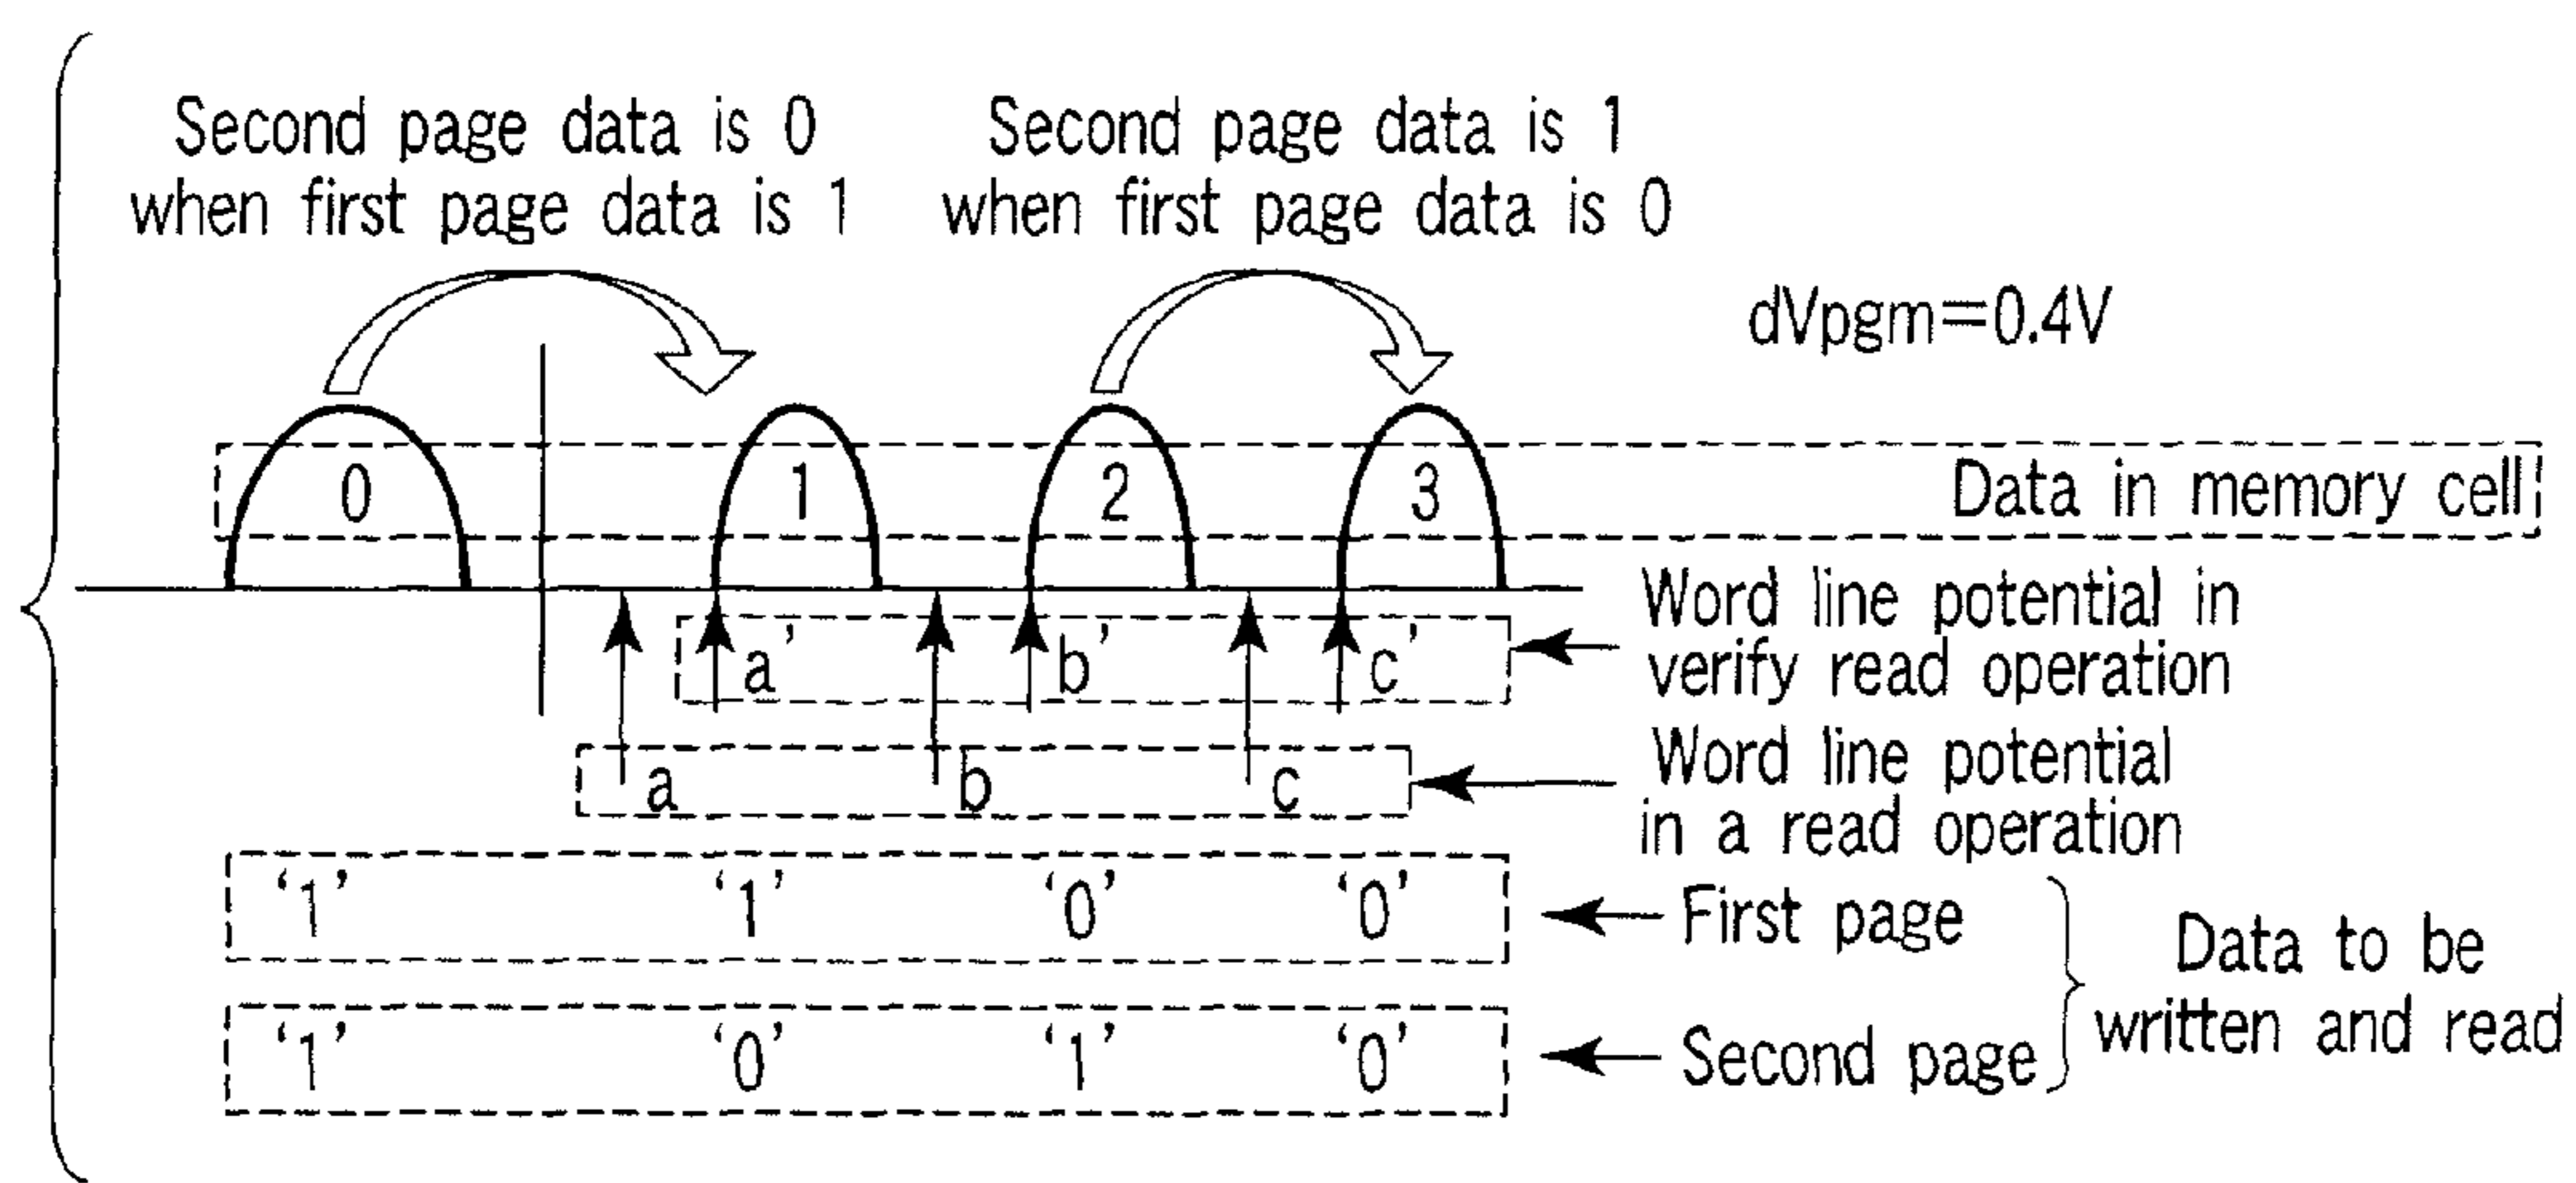 Second page data is 0
when first page data is 1
Second page data is 1
when first page data is 0
dVpgm=0.4V
0 1 2 3 Data in memory cell
a’ b’ c’
Word line potential in
verify read operation
a b c
Word line potential
in a read operation
‘1’ ‘1’ ‘0’ ‘0’ First page
‘1’ ‘0’ ‘1’ ‘0’ Second page
Data to be
written and read